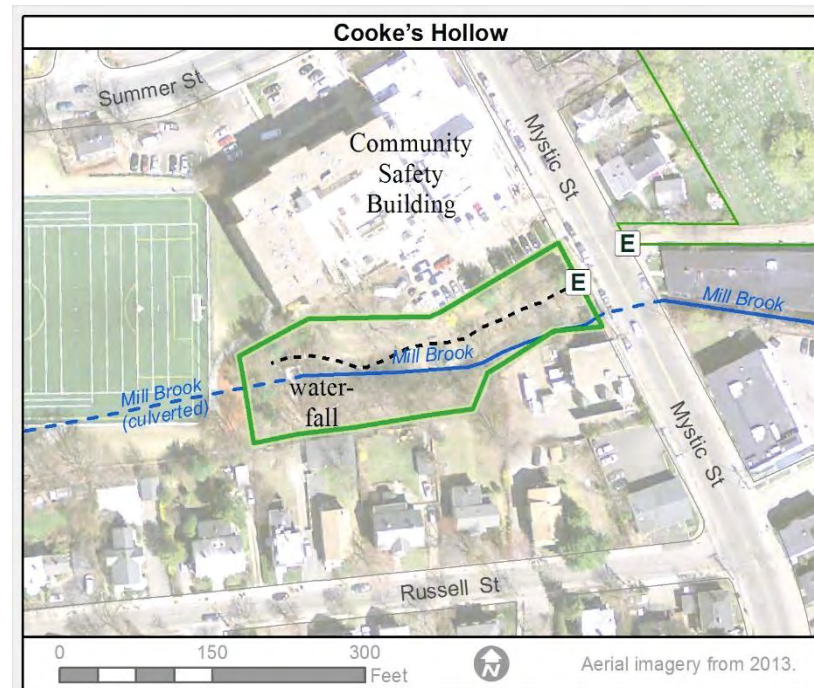 Cooke's Hollow
Summer St
Community
Safety
Building
Mystic St
E
E
Mill Brook
Mill Brook
Mill Brook
(culverted)
water-
fall
Mystic St
Russell St
0 150 300
Feet
N
Aerial imagery from 2013.